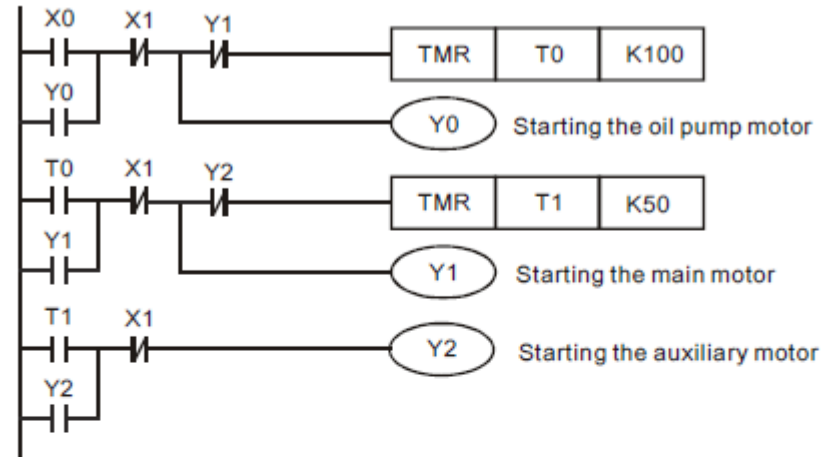 X0 X1 Y1
TMR T0 K100
Y0
Y0 Starting the oil pump motor
T0 X1 Y2
TMR T1 K50
Y1
Y1 Starting the main motor
T1 X1
Y2 Starting the auxiliary motor
Y2